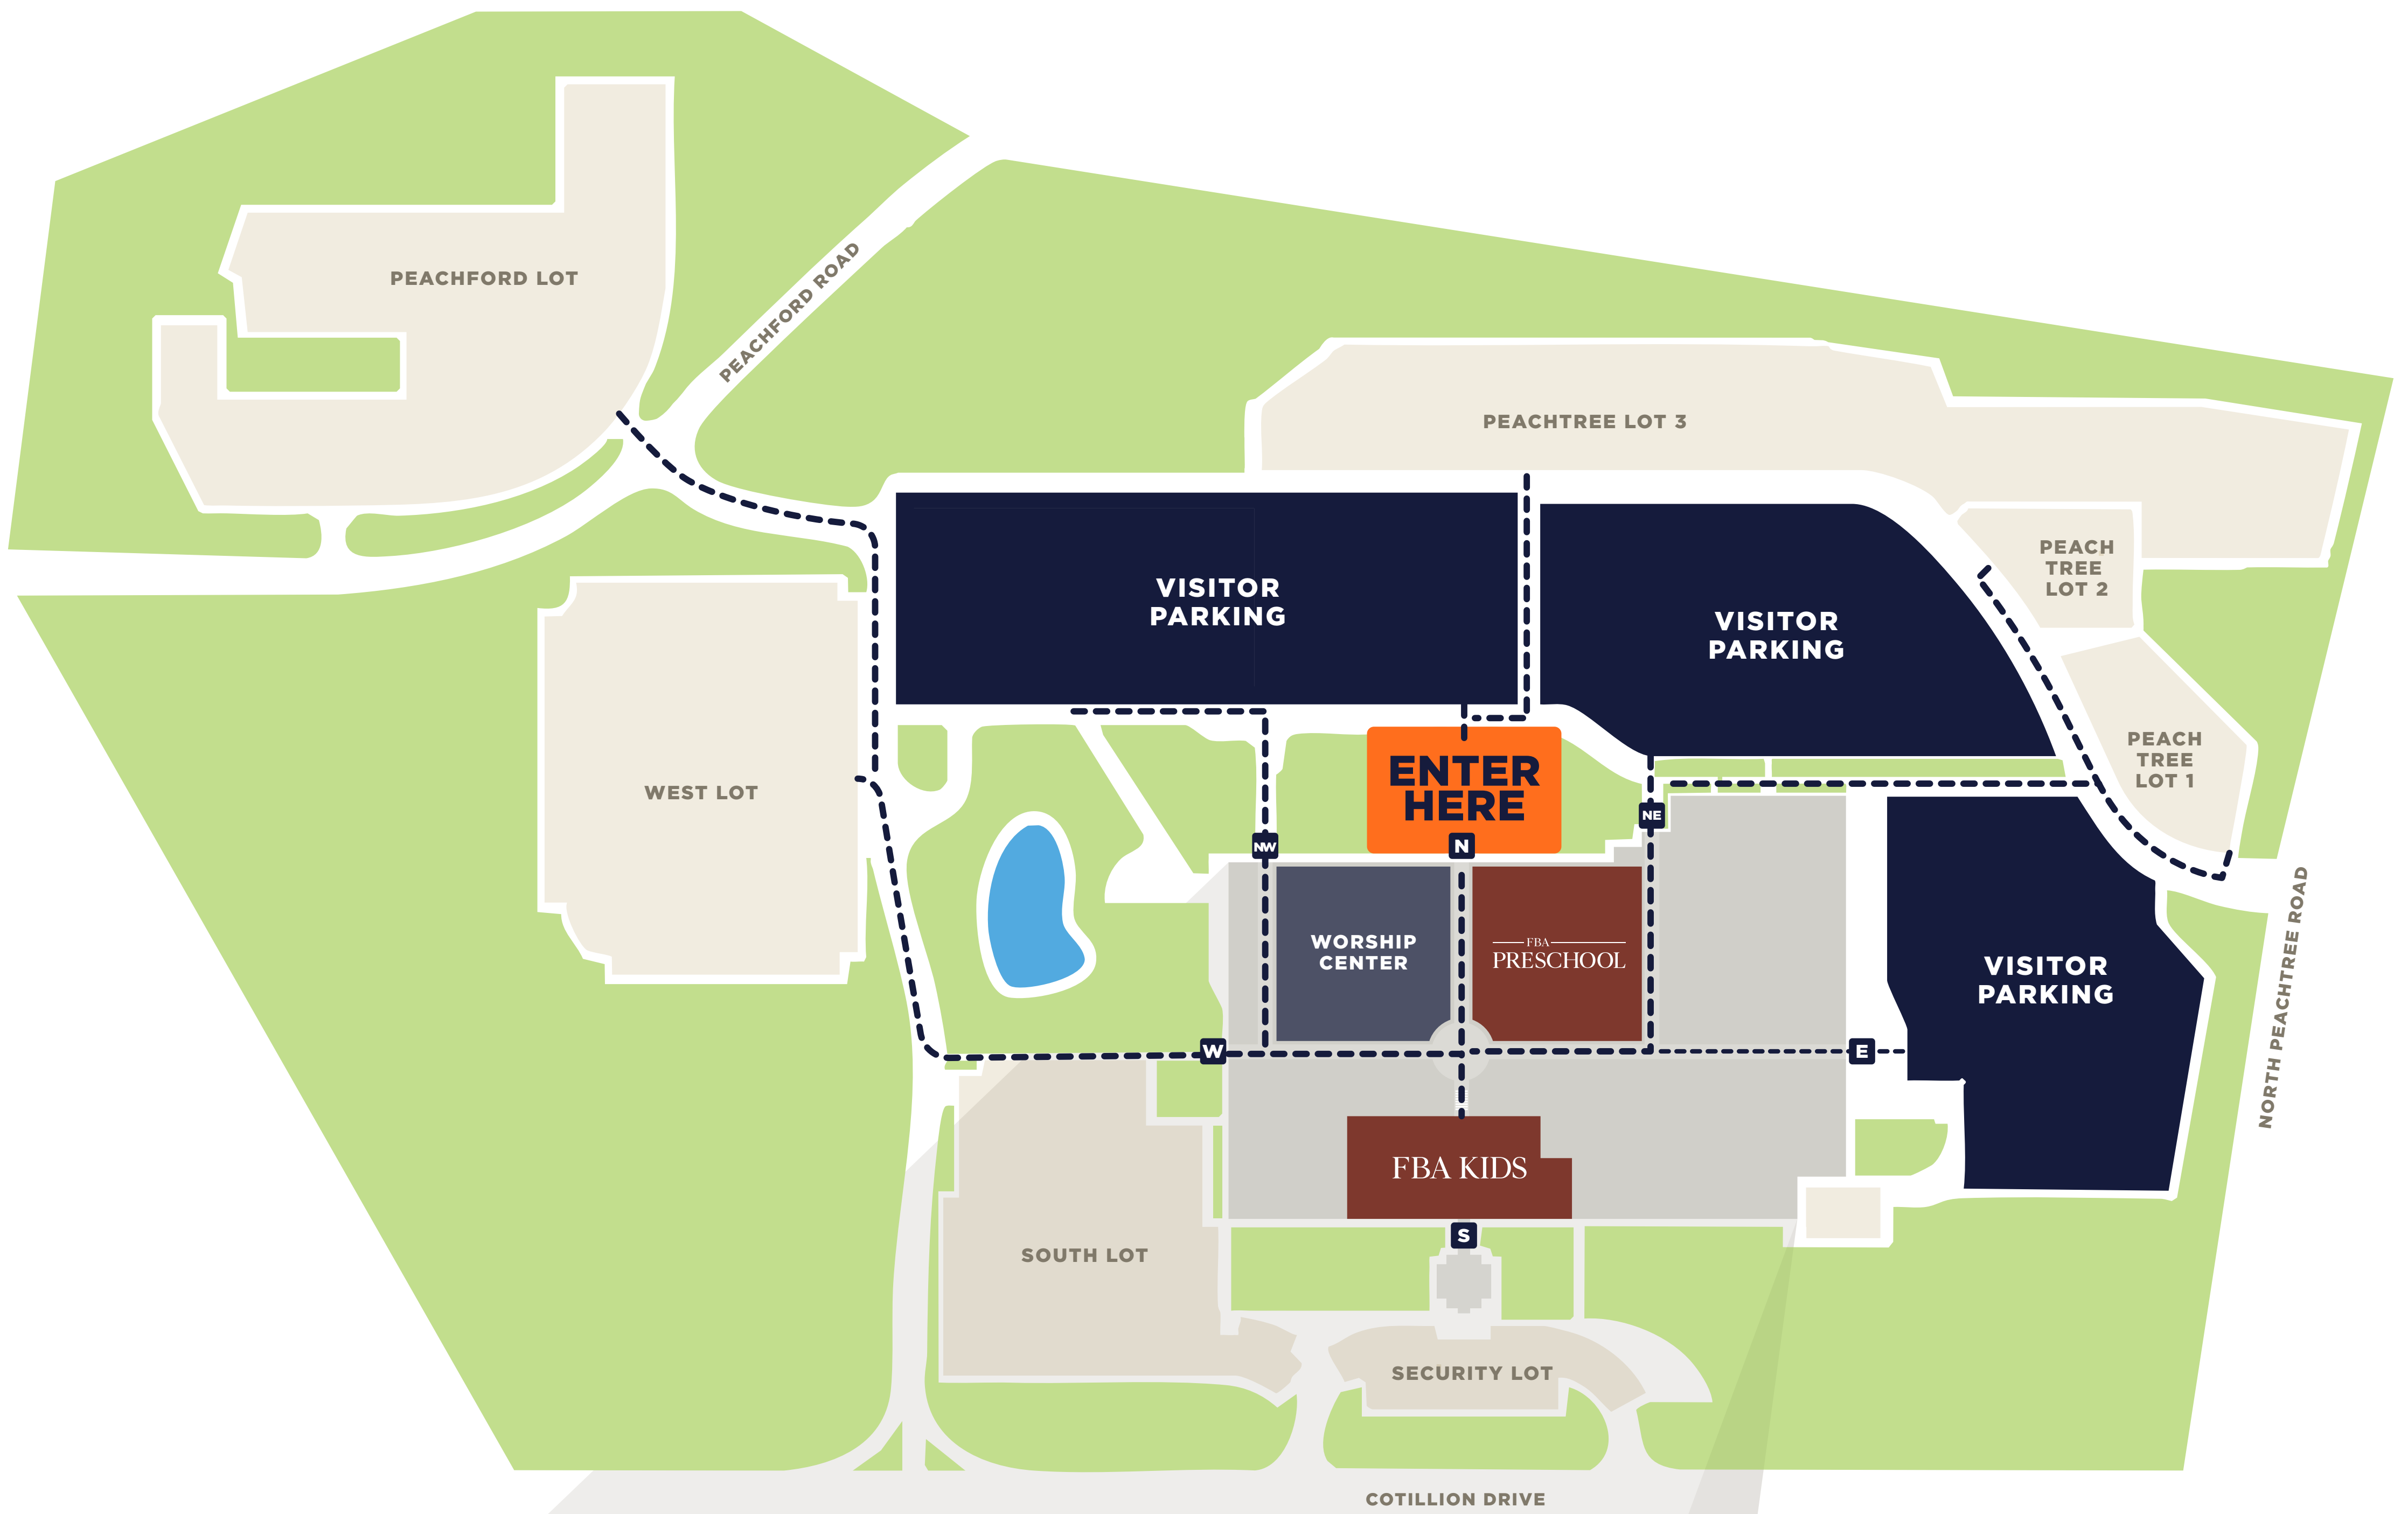 PEACHFORD LOT
PEACHFORD ROAD
PEACHTREE LOT 3
PEACH
TREE
LOT 2
VISITOR
PARKING
VISITOR
PARKING
PEACH
TREE
LOT 1
WEST LOT
ENTER
HERE
NE
NW
N
WORSHIP
CENTER
FBA
PRESCHOOL
VISITOR
PARKING
NORTH PEACHTREE ROAD
W
E
FBA KIDS
S
SOUTH LOT
SECURITY LOT
COTILLION DRIVE